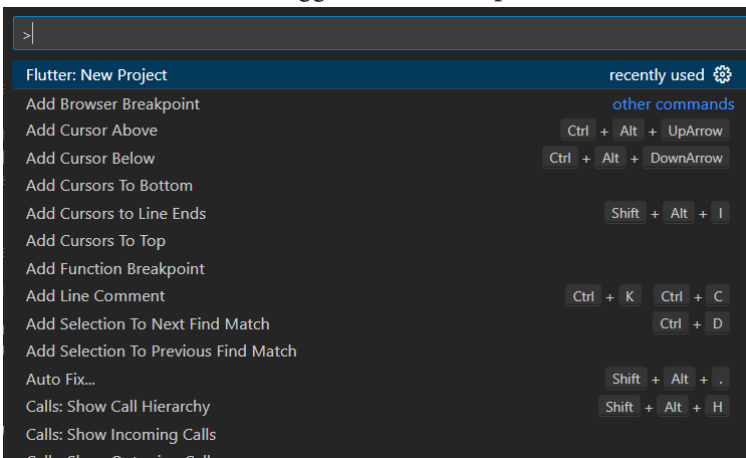 >
Flutter: New Project recently used
Add Browser Breakpoint other commands
Add Cursor Above Ctrl + Alt + UpArrow
Add Cursor Below Ctrl + Alt + DownArrow
Add Cursors To Bottom
Add Cursors to Line Ends Shift + Alt + I
Add Cursors To Top
Add Function Breakpoint
Add Line Comment Ctrl + K Ctrl + C
Add Selection To Next Find Match Ctrl + D
Add Selection To Previous Find Match
Auto Fix... Shift + Alt + .
Calls: Show Call Hierarchy Shift + Alt + H
Calls: Show Incoming Calls